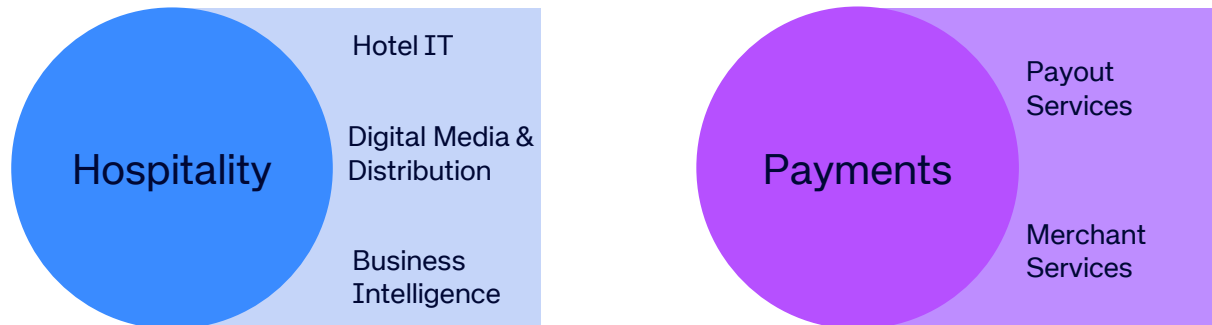 Hospitality
Hotel IT
Digital Media &
Distribution
Business
Intelligence
Payments
Payout
Services
Merchant
Services